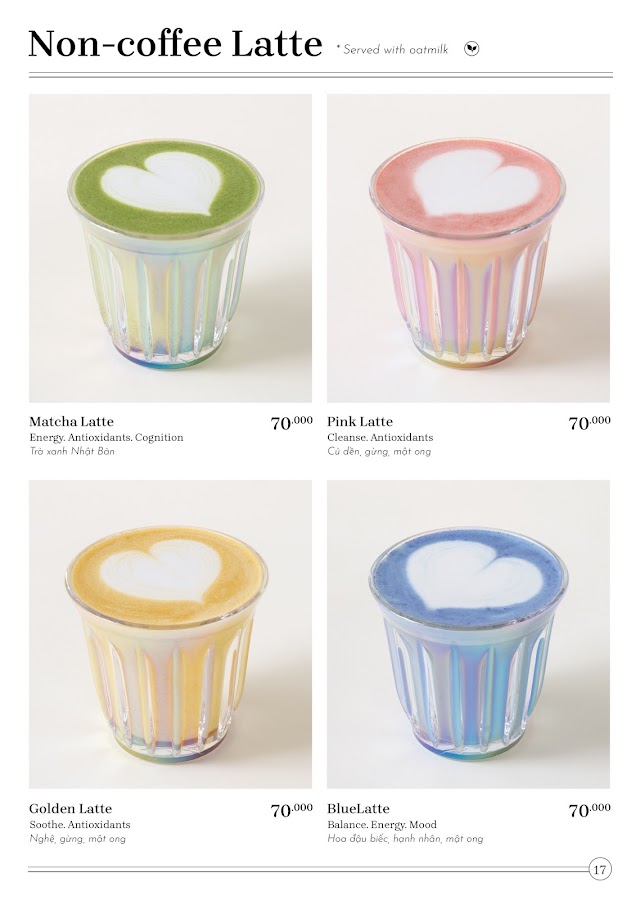 Non-coffee Latte * Served with oatmilk
Matcha Latte 70.000
Energy. Antioxidants. Cognition
Trà xanh Nhật Bản
Pink Latte 70.000
Cleanse. Antioxidants
Củ dền, gừng, mật ong
Golden Latte 70.000
Soothe. Antioxidants
Nghệ, gừng, mật ong
BlueLatte 70.000
Balance. Energy. Mood
Hoa đậu biếc, hạnh nhân, mật ong
17